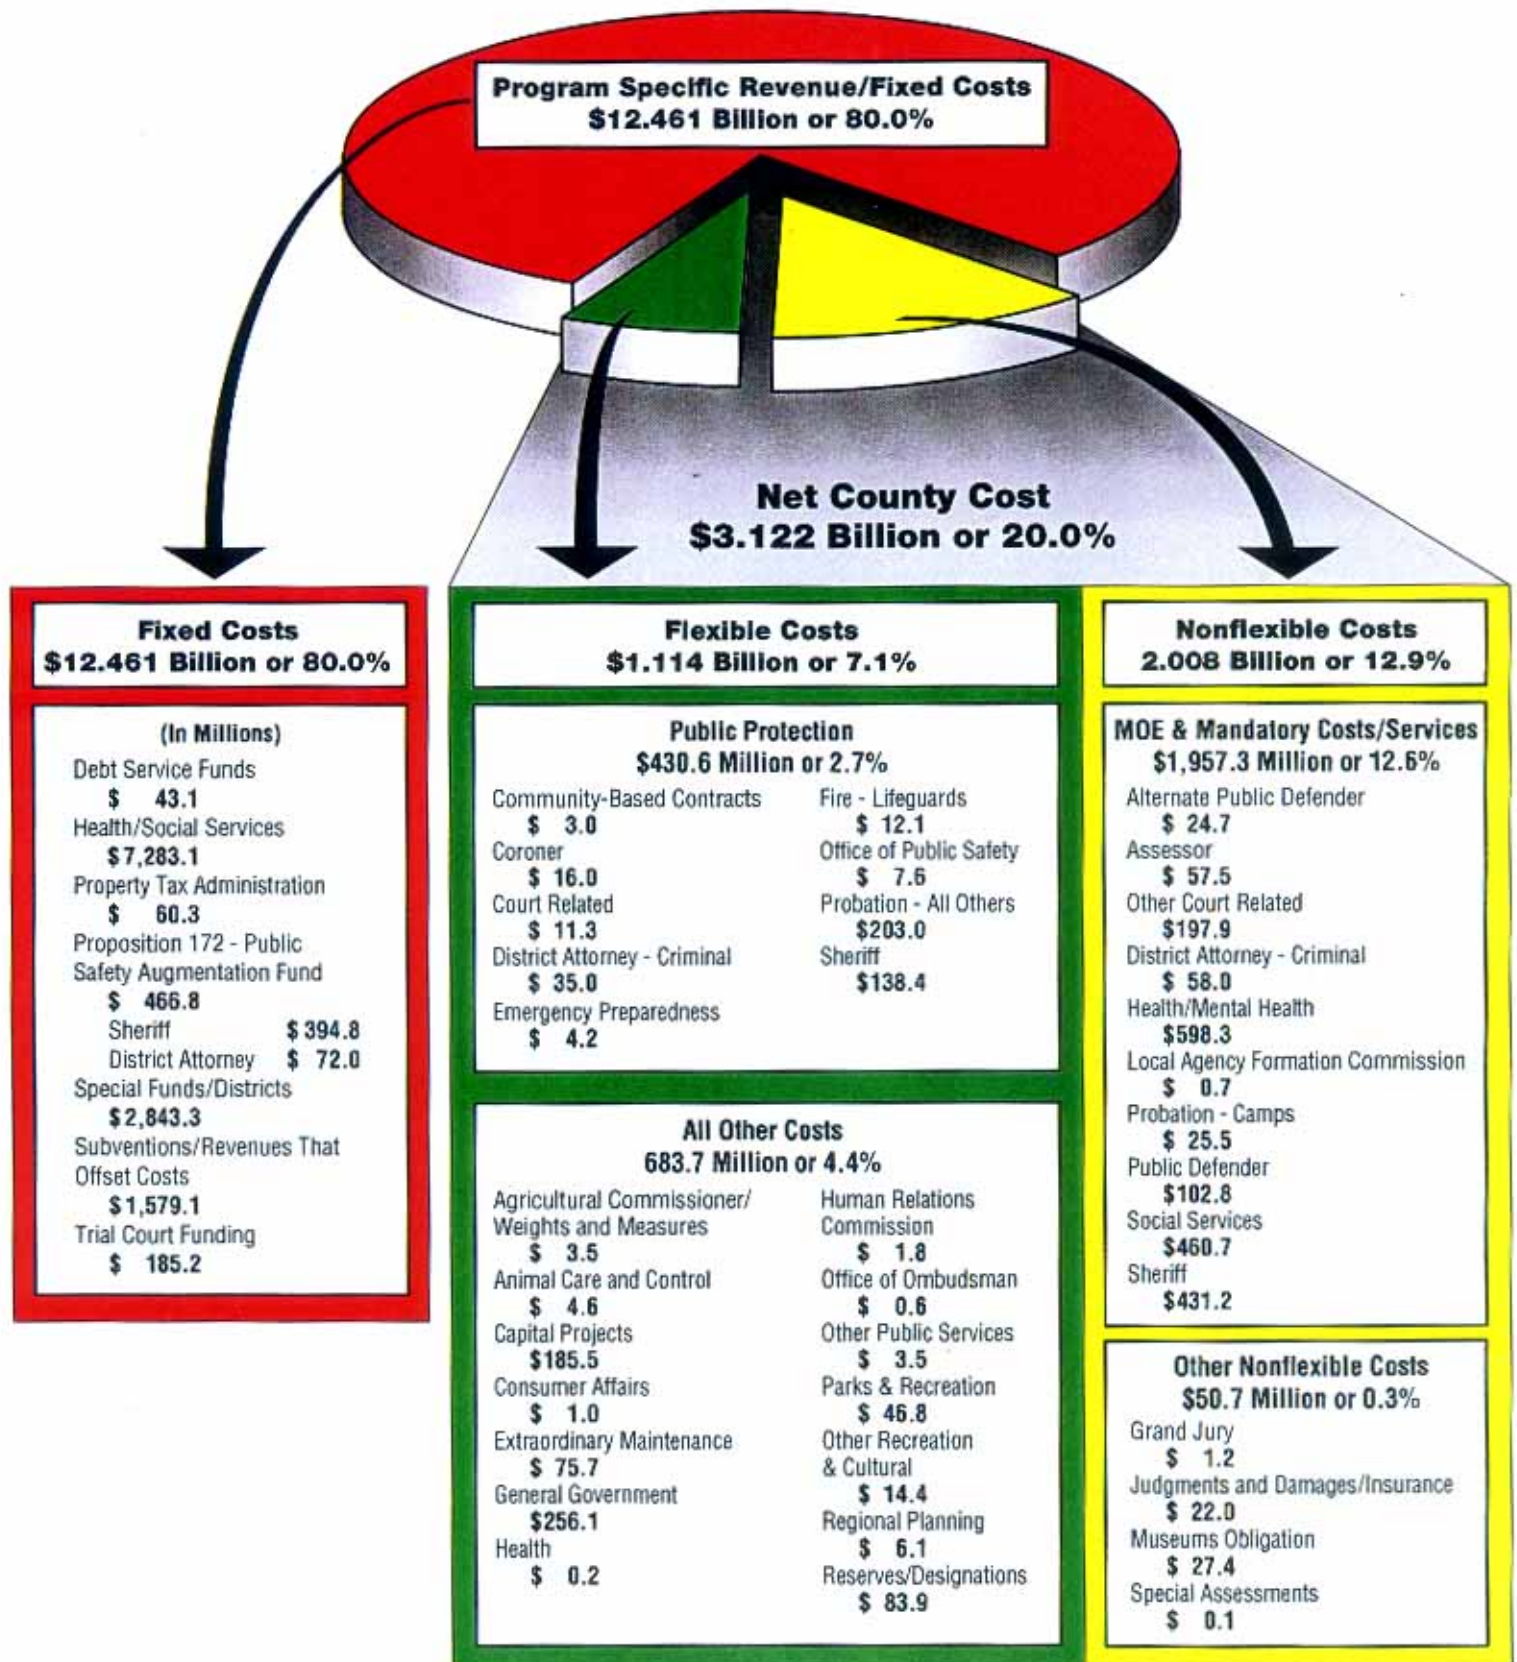 Program Specific Revenue/Fixed Costs
$12.461 Billion or 80.0%
Net County Cost
$3.122 Billion or 20.0%
Fixed Costs
$12.461 Billion or 80.0%
(In Millions)
Debt Service Funds
$ 43.1
Health/Social Services
$7,283.1
Property Tax Administration
$ 60.3
Proposition 172 - Public
Safety Augmentation Fund
$ 466.8
Sheriff $394.8
District Attorney $ 72.0
Special Funds/Districts
$2,843.3
Subventions/Revenues That
Offset Costs
$1,579.1
Trial Court Funding
$ 185.2
Flexible Costs
$1.114 Billion or 7.1%
Public Protection
$430.6 Million or 2.7%
Community-Based Contracts
$ 3.0
Coroner
$ 16.0
Court Related
$ 11.3
District Attorney - Criminal
$ 35.0
Emergency Preparedness
$ 4.2
Fire - Lifeguards
$ 12.1
Office of Public Safety
$ 7.6
Probation - All Others
$203.0
Sheriff
$138.4
All Other Costs
683.7 Million or 4.4%
Agricultural Commissioner/
Weights and Measures
$ 3.5
Animal Care and Control
$ 4.6
Capital Projects
$185.5
Consumer Affairs
$ 1.0
Extraordinary Maintenance
$ 75.7
General Government
$256.1
Health
$ 0.2
Human Relations
Commission
$ 1.8
Office of Ombudsman
$ 0.6
Other Public Services
$ 3.5
Parks & Recreation
$ 46.8
Other Recreation
& Cultural
$ 14.4
Regional Planning
$ 6.1
Reserves/Designations
$ 83.9
Nonflexible Costs
2.008 Billion or 12.9%
MOE & Mandatory Costs/Services
$1,957.3 Million or 12.6%
Alternate Public Defender
$ 24.7
Assessor
$ 57.5
Other Court Related
$197.9
District Attorney - Criminal
$ 58.0
Health/Mental Health
$598.3
Local Agency Formation Commission
$ 0.7
Probation - Camps
$ 25.5
Public Defender
$102.8
Social Services
$460.7
Sheriff
$431.2
Other Nonflexible Costs
$50.7 Million or 0.3%
Grand Jury
$ 1.2
Judgments and Damages/Insurance
$ 22.0
Museums Obligation
$ 27.4
Special Assessments
$ 0.1